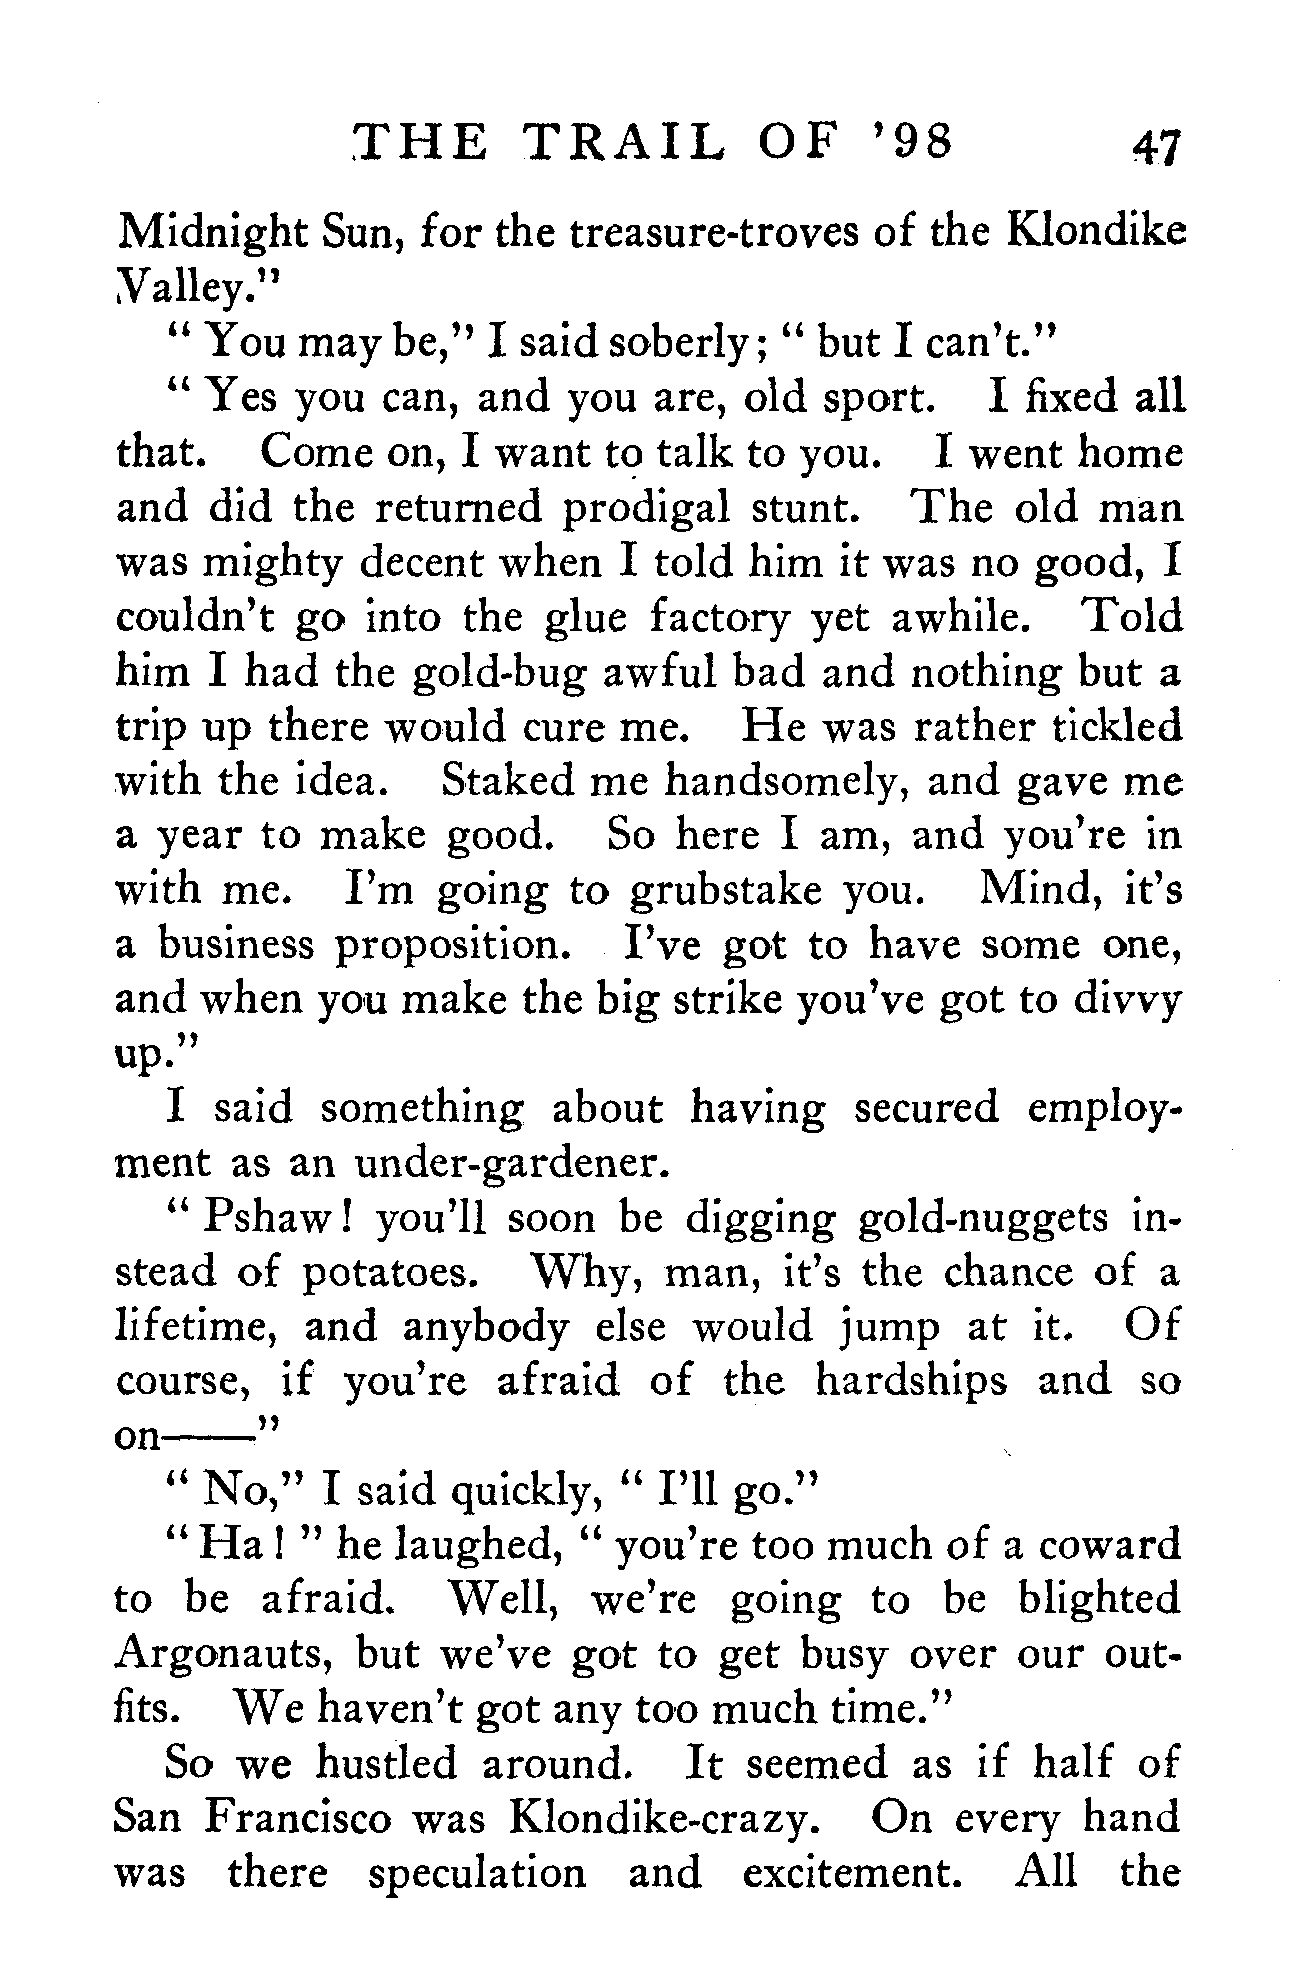 THE TRAIL OF '98 47
Midnight Sun, for the treasure-troves of the Klondike
Valley."
" You may be," I said soberly; " but I can't."
" Yes you can, and you are, old sport. I fixed all
that. Come on, I want to talk to you. I went home
and did the returned prodigal stunt. The old man
was mighty decent when I told him it was no good, I
couldn't go into the glue factory yet awhile. Told
him I had the gold-bug awful bad and nothing but a
trip up there would cure me. He was rather tickled
with the idea. Staked me handsomely, and gave me
a year to make good. So here I am, and you're in
with me. I'm going to grubstake you. Mind, it's
a business proposition. I've got to have some one,
and when you make the big strike you've got to divvy
up."
I said something about having secured employ-
ment as an under-gardener.
" Pshaw! you'll soon be digging gold-nuggets in-
stead of potatoes. Why, man, it's the chance of a
lifetime, and anybody else would jump at it. Of
course, if you're afraid of the hardships and so
on——"
" No," I said quickly, " I'll go."
" Ha! " he laughed, " you're too much of a coward
to be afraid. Well, we're going to be blighted
Argonauts, but we've got to get busy over our out-
fits. We haven't got any too much time."
So we hustled around. It seemed as if half of
San Francisco was Klondike-crazy. On every hand
was there speculation and excitement. All the